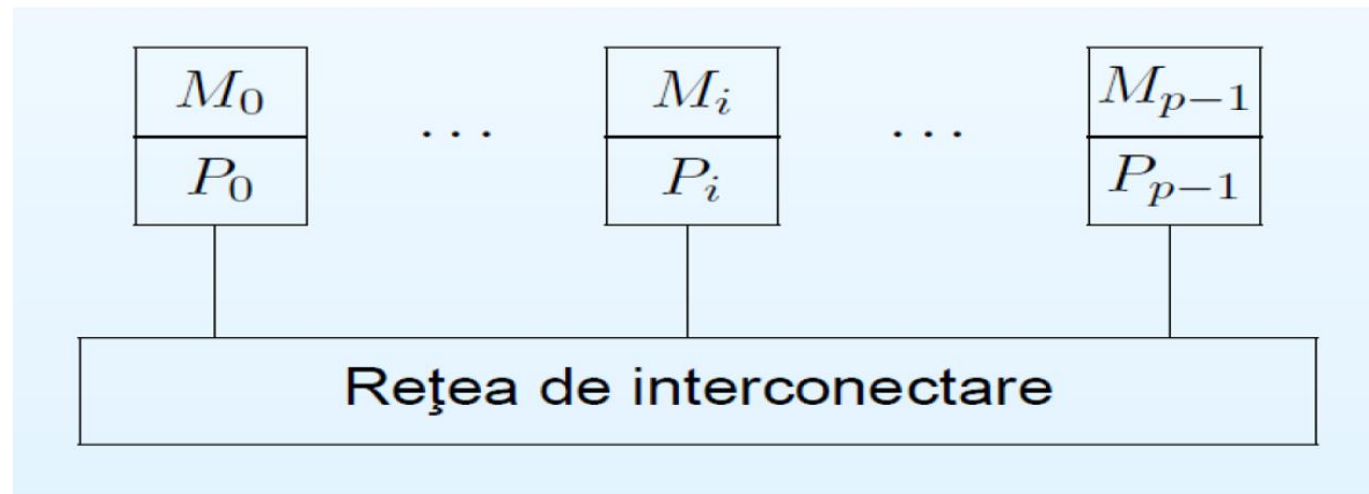 M₀ Mᵢ Mₚ₋₁
... ...
P₀ Pᵢ Pₚ₋₁
Reţea de interconectare